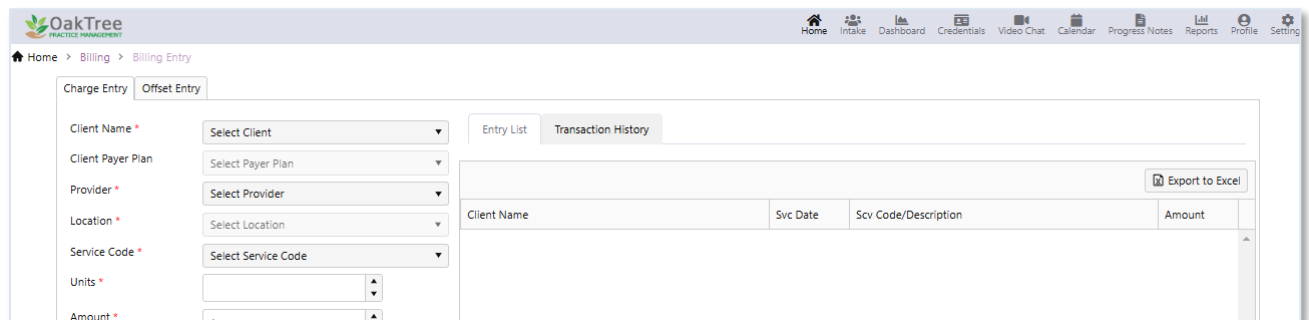 OakTree
PRACTICE MANAGEMENT
Home Intake Dashboard Credentials Video Chat Calendar Progress Notes Reports Profile Setting
Home > Billing > Billing Entry
Charge Entry Offset Entry
Client Name * Select Client
Client Payer Plan Select Payer Plan
Provider * Select Provider
Location * Select Location
Service Code * Select Service Code
Units *
Amount *
Entry List Transaction History
Export to Excel
Client Name Svc Date Scv Code/Description Amount